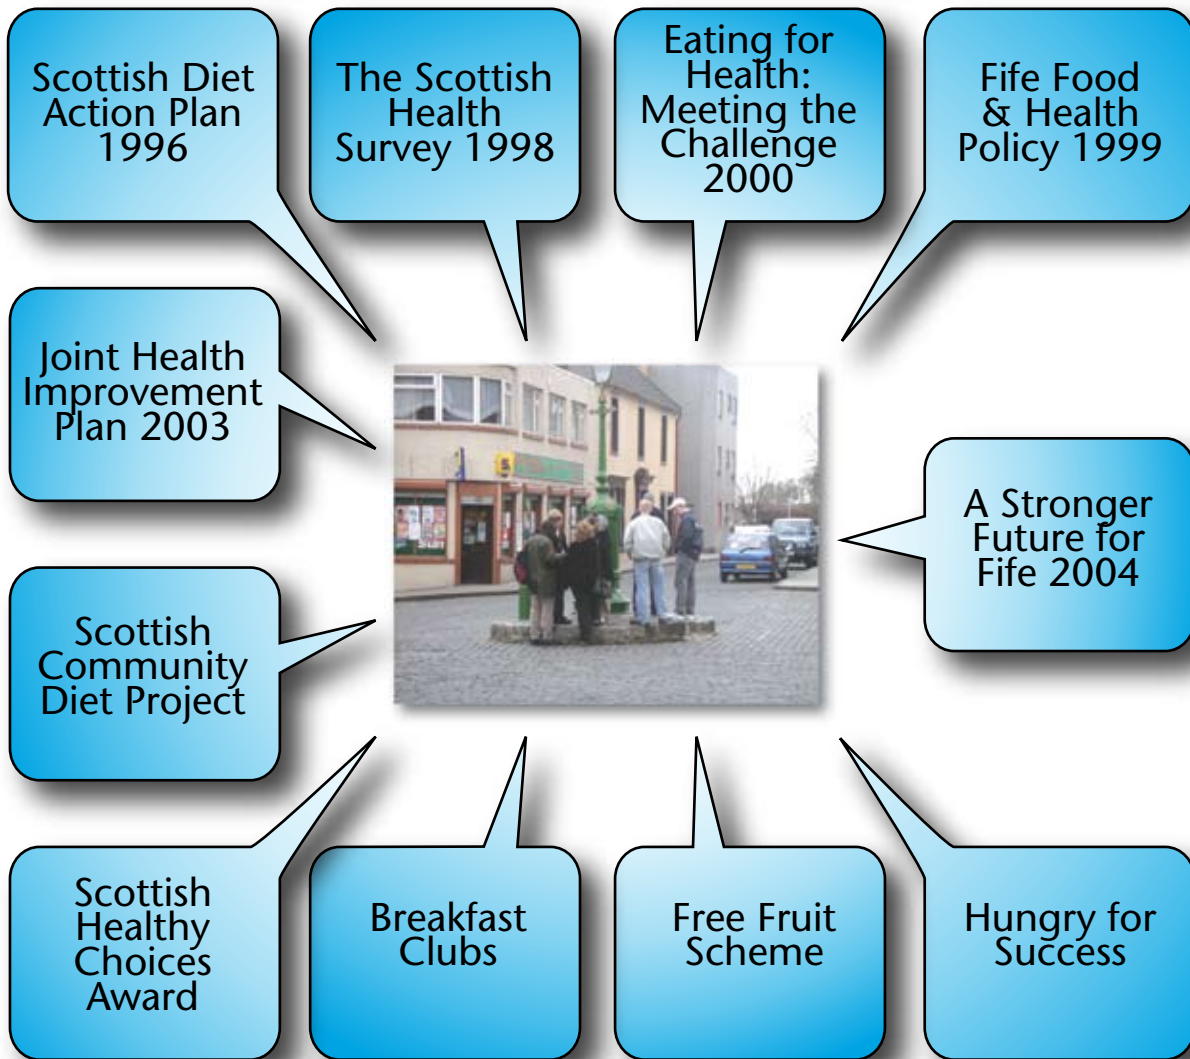 Scottish Diet
Action Plan
1996
The Scottish
Health
Survey 1998
Eating for
Health:
Meeting the
Challenge
2000
Fife Food
& Health
Policy 1999
Joint Health
Improvement
Plan 2003
A Stronger
Future for
Fife 2004
Scottish
Community
Diet Project
Scottish
Healthy
Choices
Award
Breakfast
Clubs
Free Fruit
Scheme
Hungry for
Success